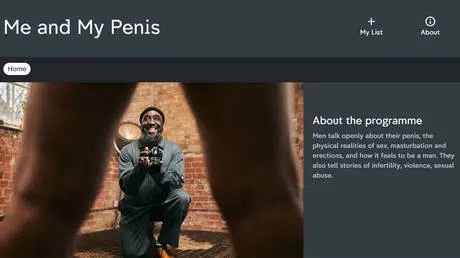 Me and My Penis
My List
About
Home
About the programme
Men talk openly about their penis, the
physical realities of sex, masturbation and
erections, and how it feels to be a man. They
also tell stories of infertility, violence, sexual
abuse.